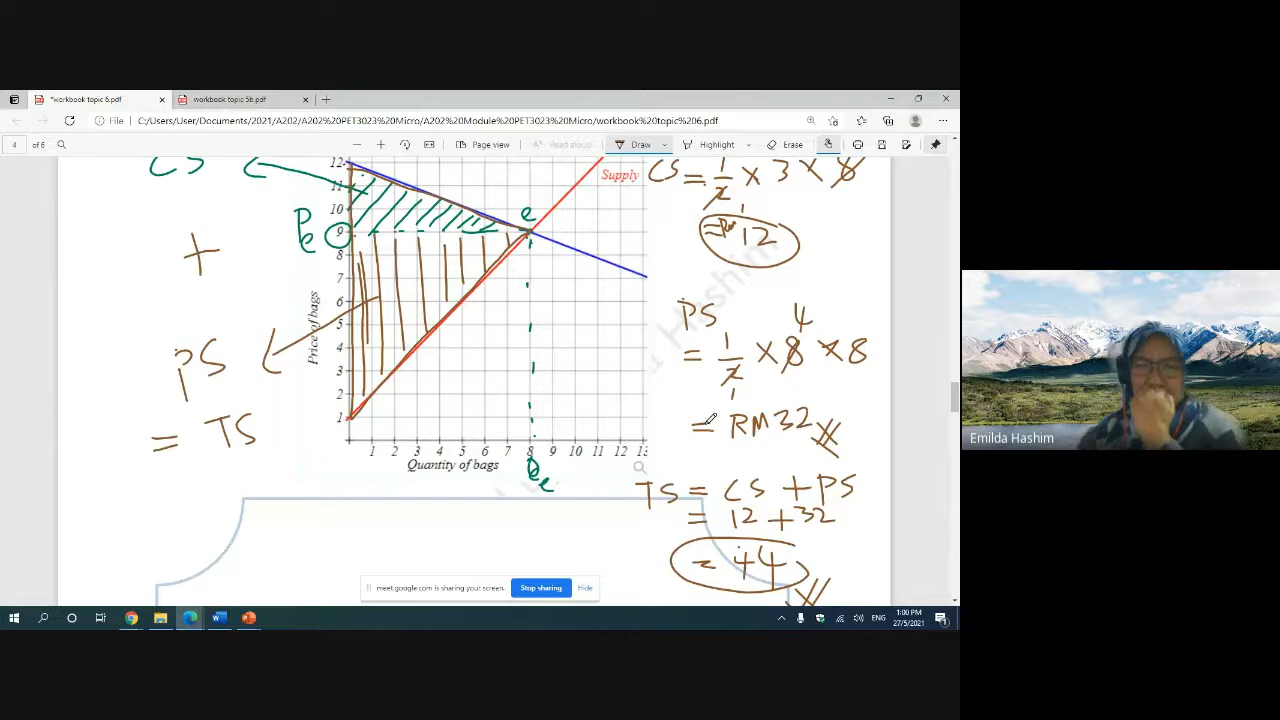 workbook topic 6.pdf
workbook topic 5b.pdf
File
C:/Users/User/Documents/2021/A202/A202%20PET3023%20Micro/A202%20Module%20PET3023%20Micro/workbook%20topic%206.pdf
4 of 6
Page view
Read aloud
Draw
Highlight
Erase
CS
+
PS
= TS
12
11
10
9
8
7
6
5
4
3
2
1
Price of bags
Pe
e
Supply
1 2 3 4 5 6 7 8 9 10 11 12 13
Quantity of bags
Qe
CS = 1/2 x 3 x 8
= RM 12
PS
4
= 1/2 x 8 x 8
1
= RM32
TS = CS + PS
= 12 + 32
= 44
meet.google.com is sharing your screen.
Stop sharing
Hide
Emilda Hashim
ENG
1:00 PM
27/5/2021